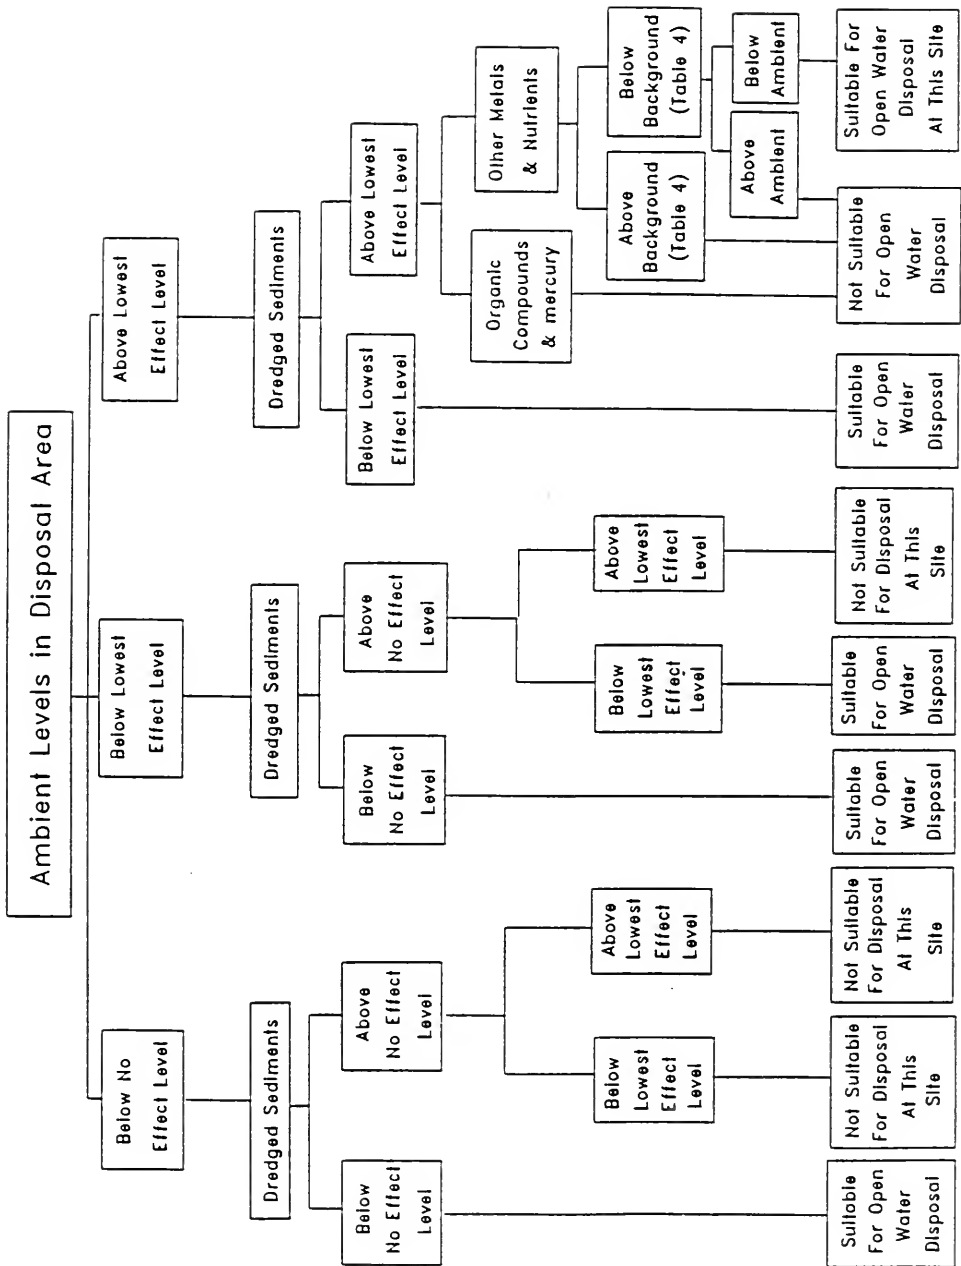 Ambient Levels in Disposal Area
Below No
Effect Level
Below Lowest
Effect Level
Above Lowest
Effect Level
Dredged Sediments
Dredged Sediments
Dredged Sediments
Below
No Effect
Level
Above
No Effect
Level
Below
No Effect
Level
Above
No Effect
Level
Below Lowest
Effect Level
Above Lowest
Effect Level
Organic
Compounds
& mercury
Other Metals
& Nutrients
Below
Lowest
Effect
Level
Above
Lowest
Effect
Level
Below
Lowest
Effect
Level
Above
Lowest
Effect
Level
Above
Background
(Table 4)
Below
Background
(Table 4)
Above
Ambient
Below
Ambient
Suitable
For Open
Water
Disposal
Not Suitable
For Disposal
At This
Site
Not Suitable
For Disposal
At This
Site
Suitable
For Open
Water
Disposal
Suitable
For Open
Water
Disposal
Not Suitable
For Disposal
At This
Site
Suitable
For Open
Water
Disposal
Not Suitable
For Open
Water
Disposal
Suitable For
Open Water
Disposal
At This Site